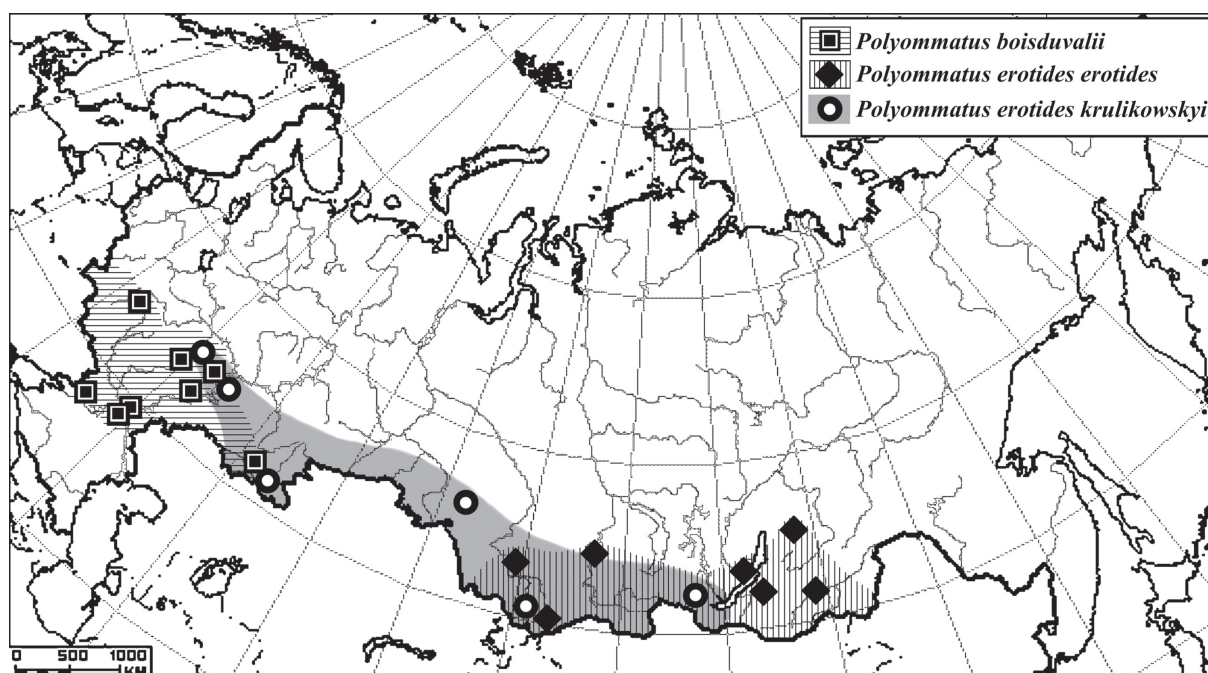 Polyommatus boisduvalii
Polyommatus erotides erotides
Polyommatus erotides krulikowskyi
0 500 1000
KM